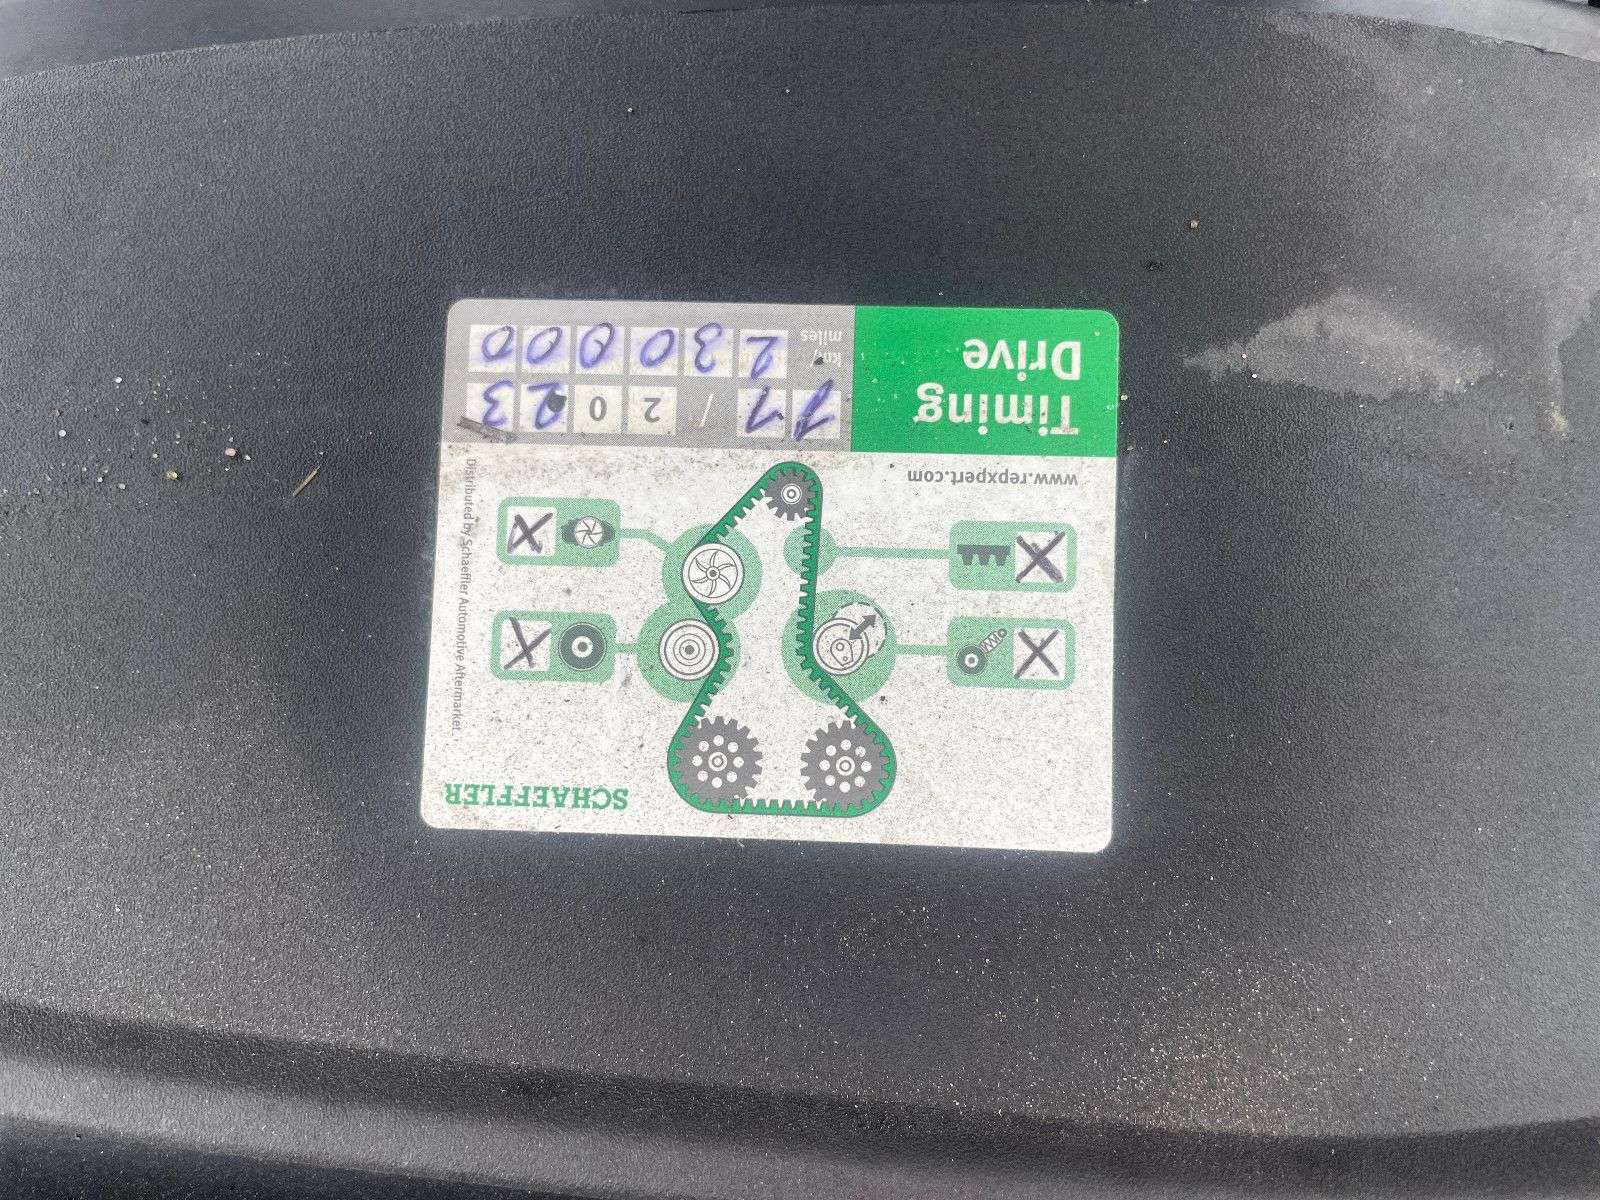 SCHAEFFLER
Distributed by Schaeffler Automotive Aftermarket.
www.repxpert.com
Timing
Drive
11 / 2023
km/
miles
230000